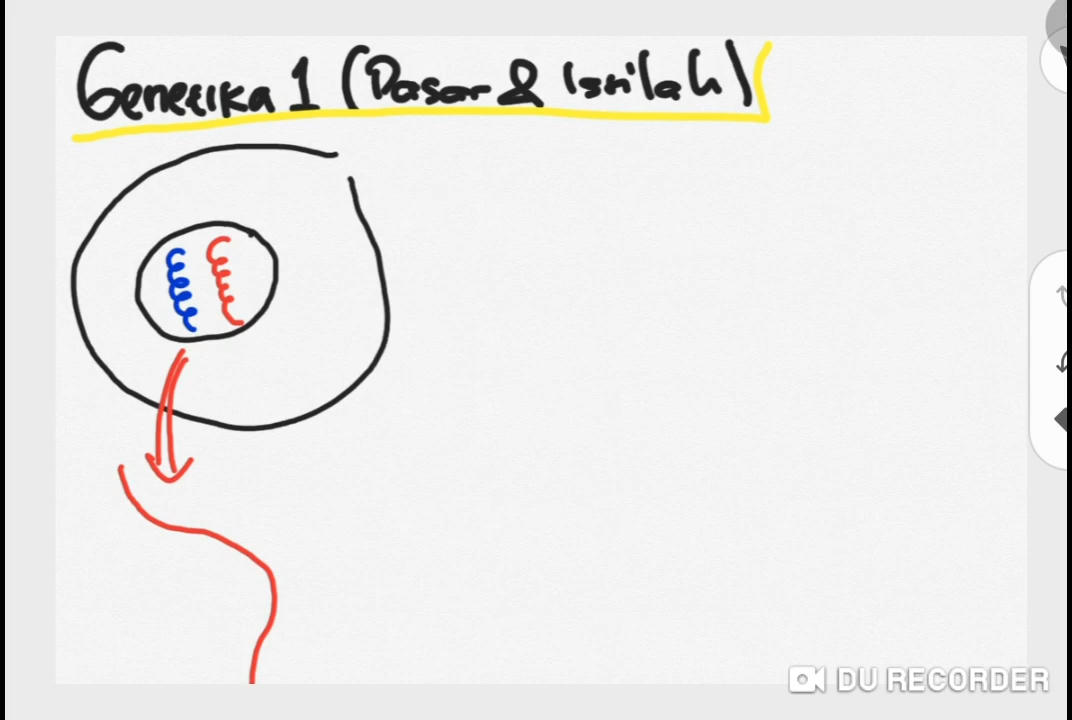 Genetika 1 (Dasar & Istilah)
DU RECORDER